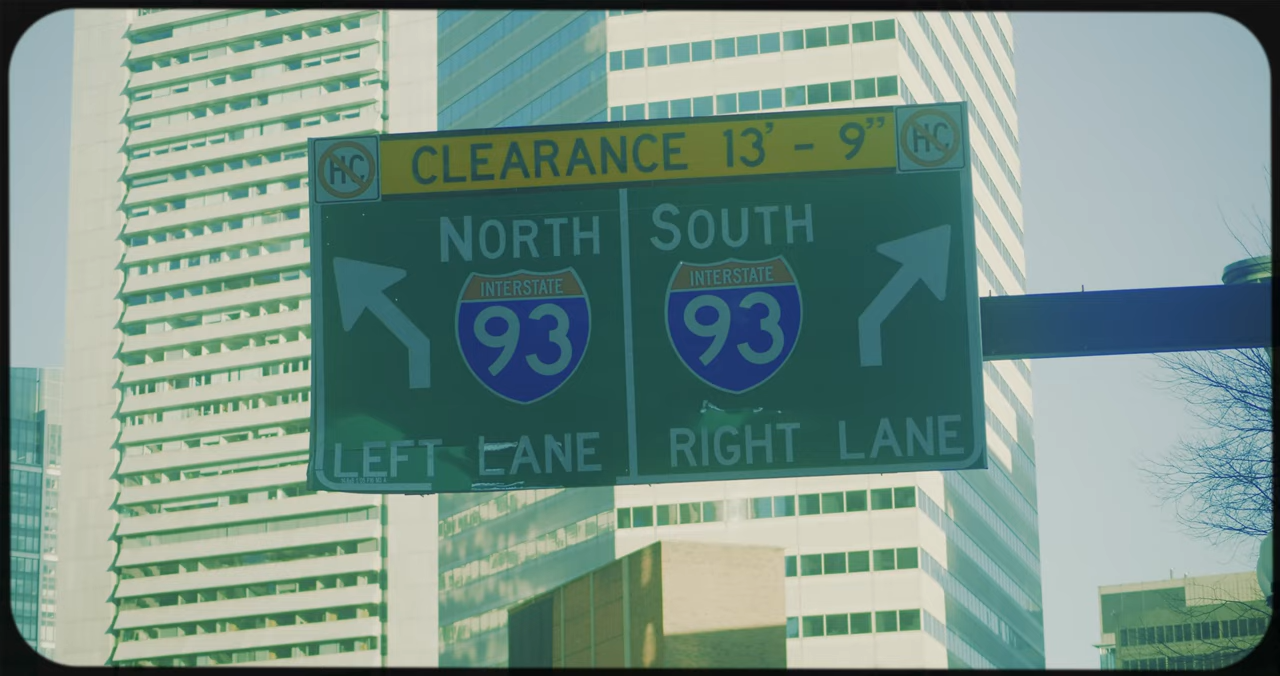 HC CLEARANCE 13' - 9" HC
NORTH
INTERSTATE
93
LEFT LANE
SOUTH
INTERSTATE
93
RIGHT LANE